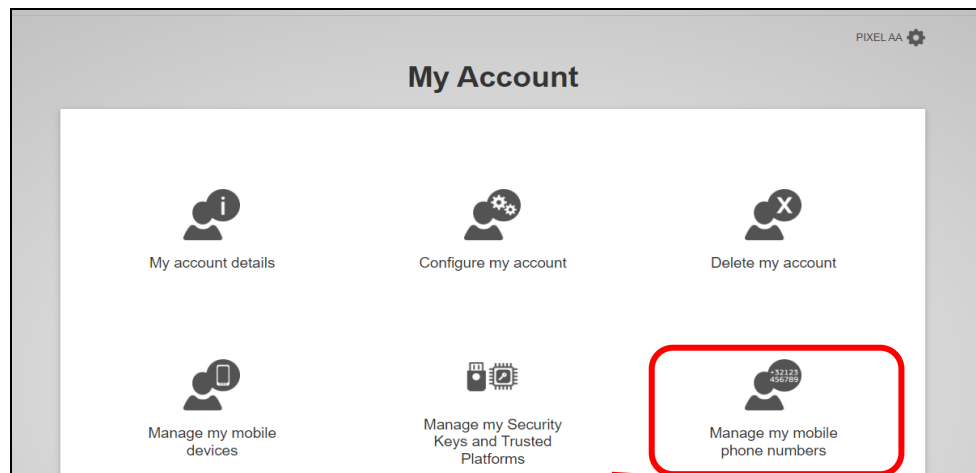 PIXEL AA
My Account
i
X
My account details
Configure my account
Delete my account
+32123
456789
Manage my mobile
devices
Manage my Security
Keys and Trusted
Platforms
Manage my mobile
phone numbers